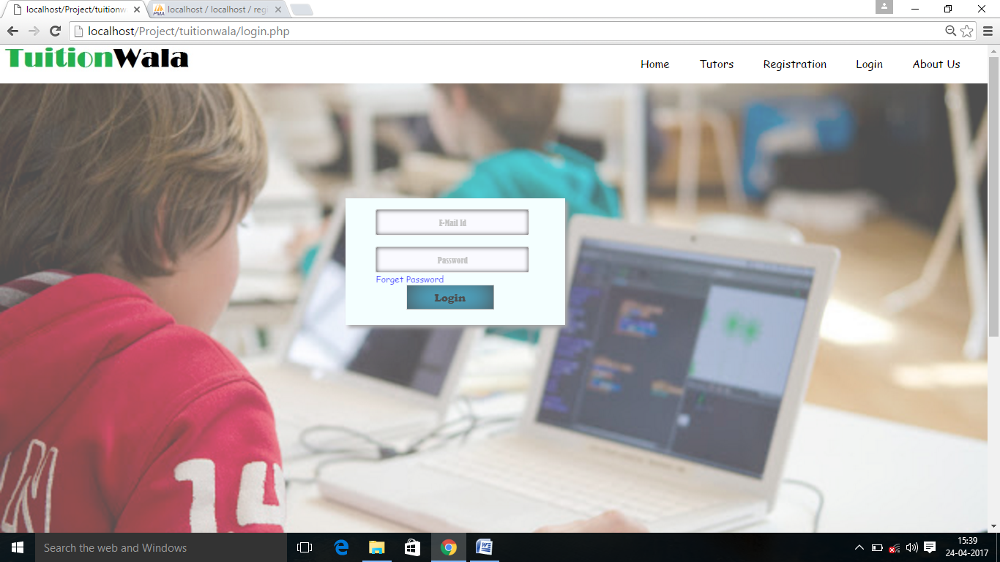 localhost/Project/tuitionw
localhost / localhost / reg
localhost/Project/tuitionwala/login.php
TuitionWala
Home Tutors Registration Login About Us
E-Mail Id
Password
Forget Password
Login
14
Search the web and Windows
15:39
24-04-2017